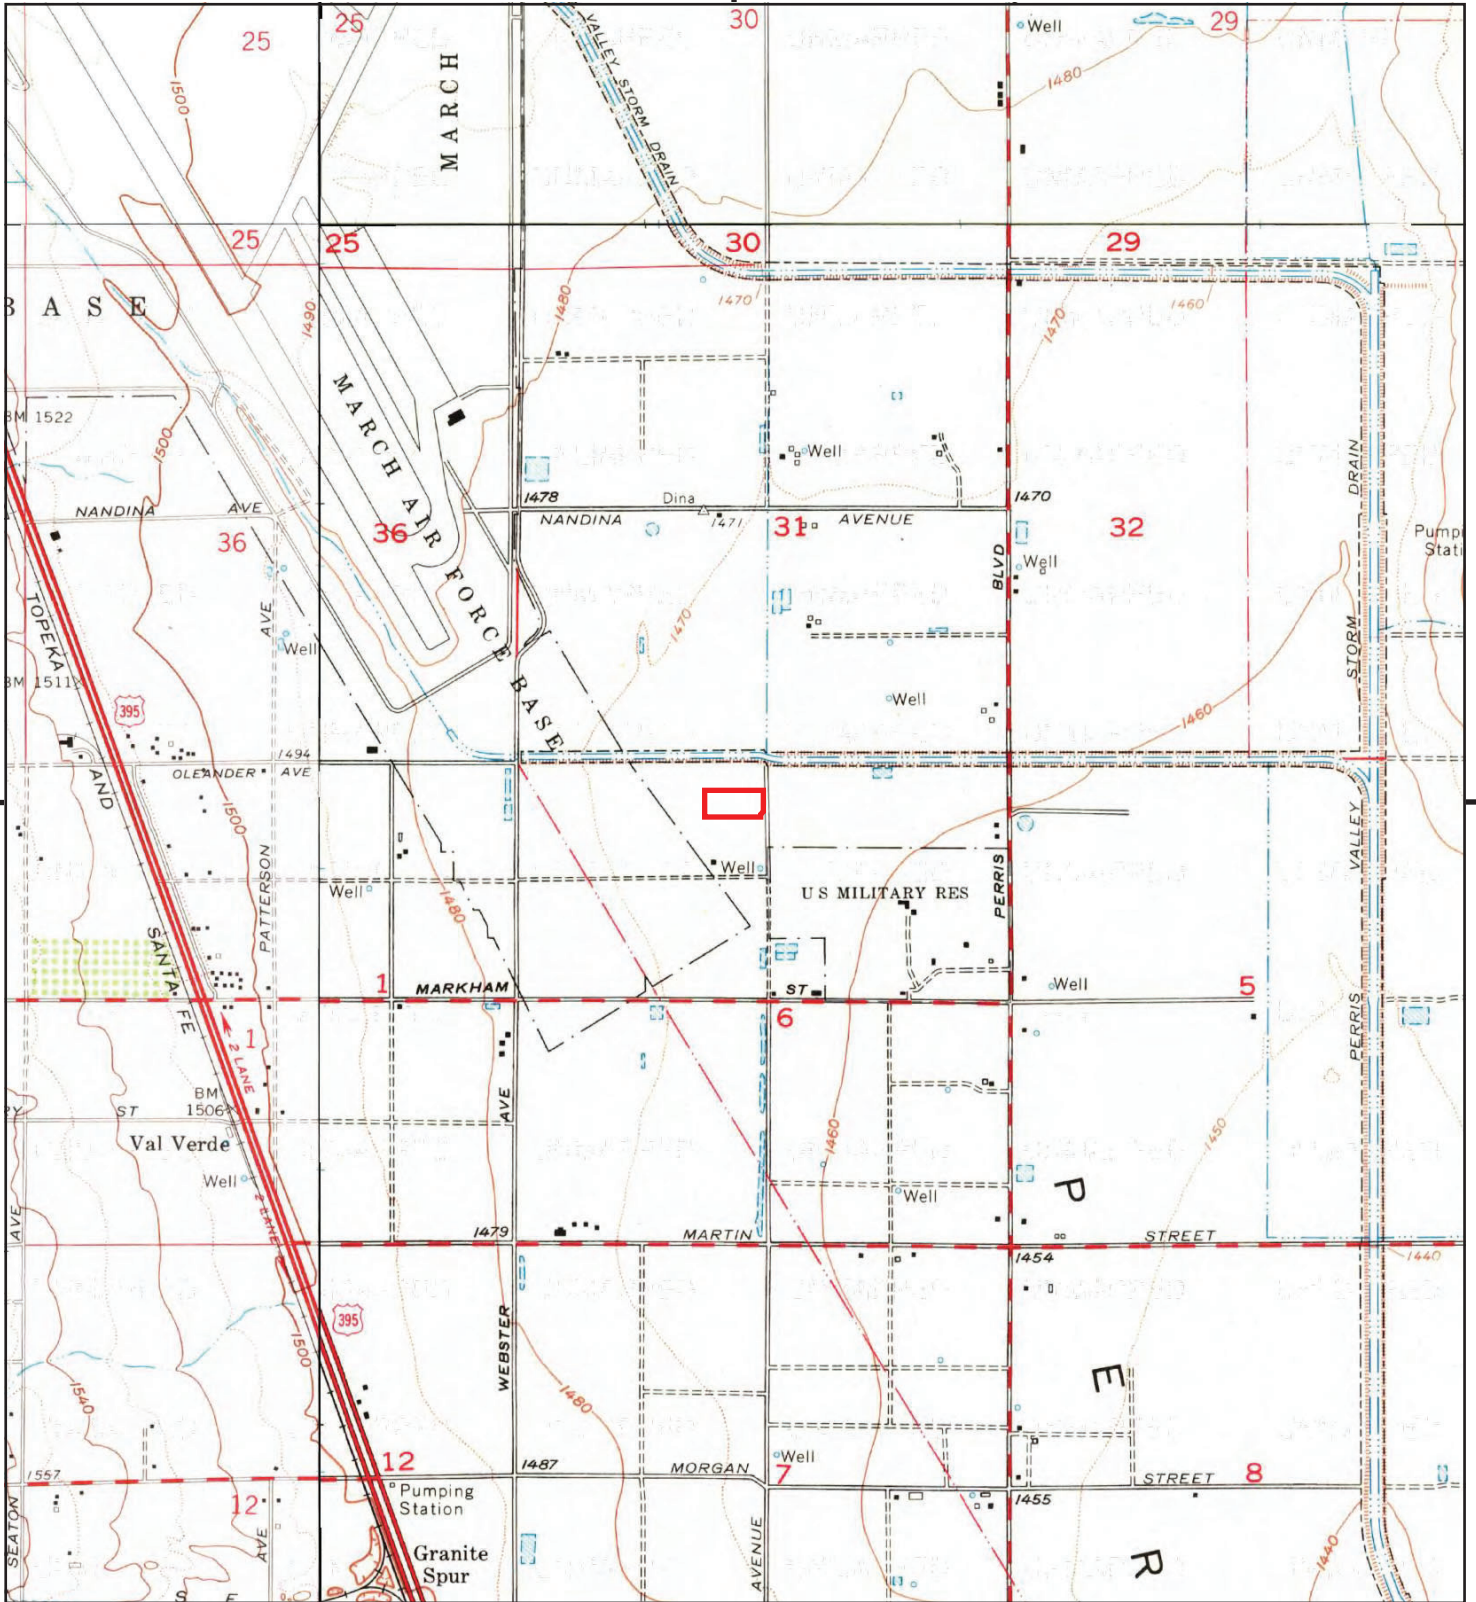 25
25
30
29
Well
VALLEY STORM DRAIN
1500
MARCH
1480
25
25
30
29
BASE
1490
1480
1470
1470
1460
MARCH AIR FORCE BASE
BM 1522
1500
Well
DRAIN
NANDINA AVE
1478
Dina
1471
1470
NANDINA
AVENUE
36
36
31
32
Well
BLVD
TOPEKA
AVE
1470
Well
STORM
BM 1511
395
Well
1460
1494
OLEANDER AVE
AND
1500
PATTERSON
VALLEY
Well
Well
PERRIS
U S MILITARY RES
1480
SANTA FE
1
MARKHAM
ST
Well
5
6
1
2 LANE
PERRIS
BM
1506
ST
AVE
1460
1450
Val Verde
Well
Well
P
AVE
2 LANE
1479
MARTIN
STREET
1454
1440
395
1500
WEBSTER
1540
1480
E
Well
12
1487
MORGAN
7
STREET
8
1557
12
Pumping
Station
1455
SEATON
AVE
Granite
Spur
AVENUE
R
1440